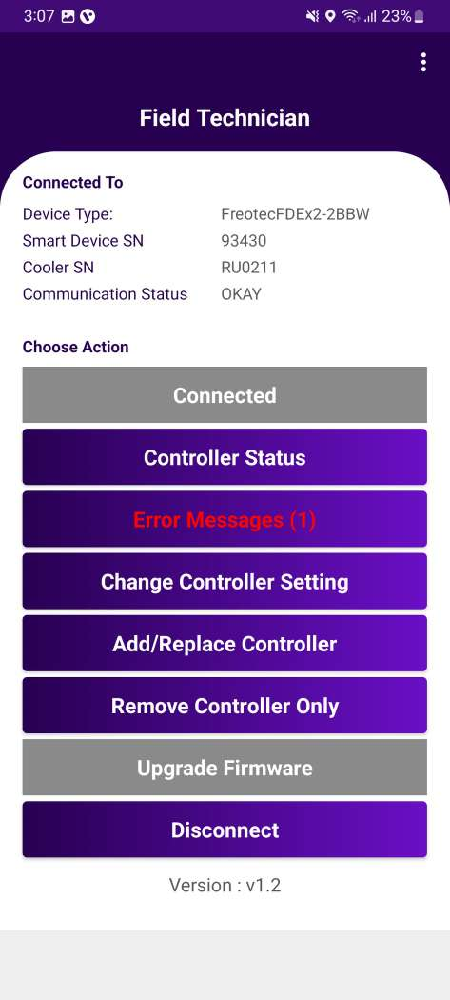 3:07 23%
Field Technician
Connected To
Device Type: FreotecFDEx2-2BBW
Smart Device SN 93430
Cooler SN RU0211
Communication Status OKAY
Choose Action
Connected
Controller Status
Error Messages (1)
Change Controller Setting
Add/Replace Controller
Remove Controller Only
Upgrade Firmware
Disconnect
Version : v1.2